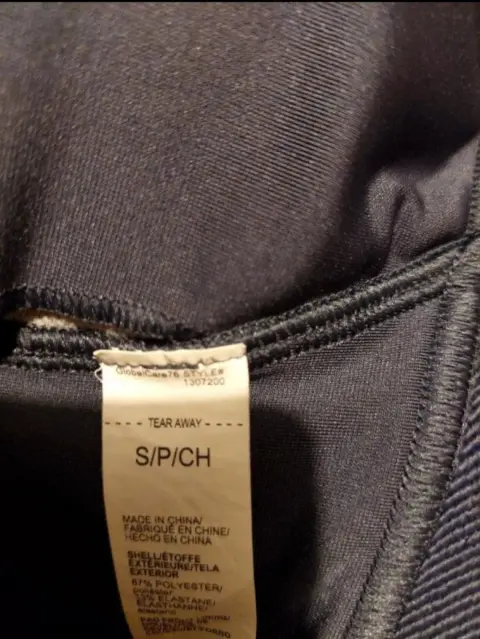 GlobalCare76 STYLE#
1307200
TEAR AWAY
S/P/CH
MADE IN CHINA/
FABRIQUÉ EN CHINE/
HECHO EN CHINA
SHELL/ÉTOFFE
EXTÉRIEURE/TELA
EXTERIOR
87% POLYESTER/
13% ELASTANE/
ÉLASTHANNE/